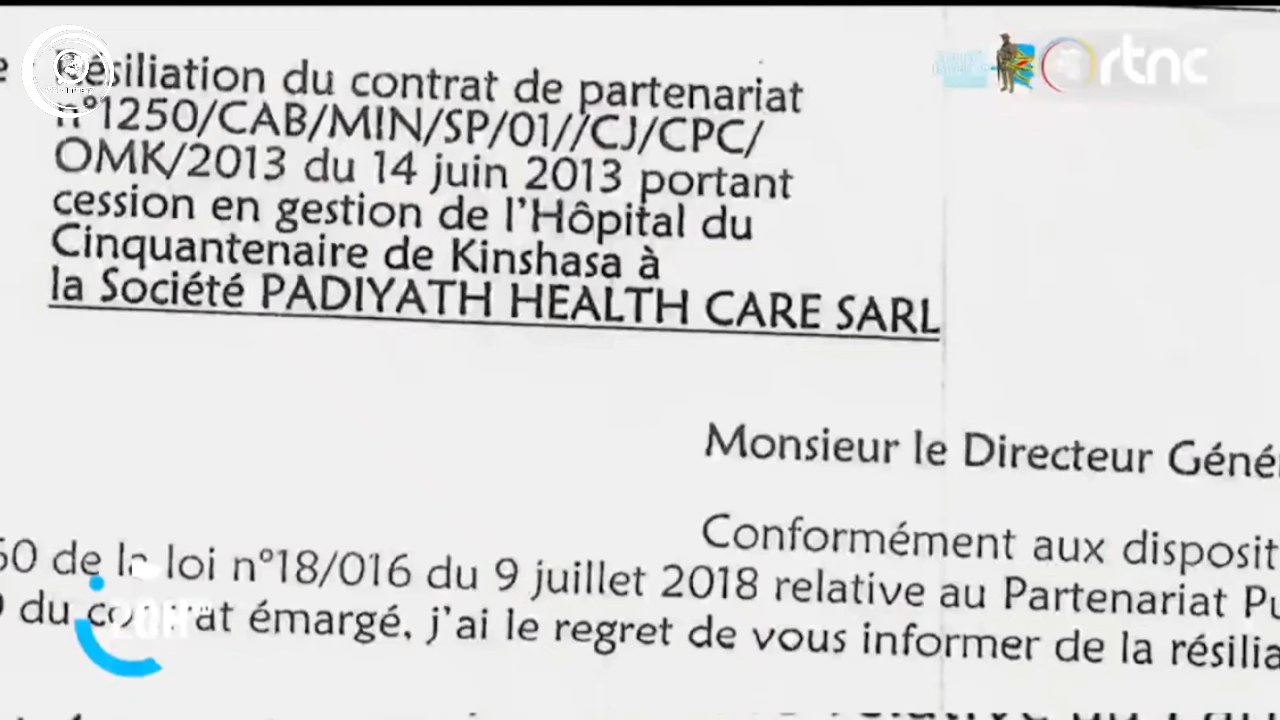 rtnc
Résiliation du contrat de partenariat
n°1250/CAB/MIN/SP/01//CJ/CPC/
OMK/2013 du 14 juin 2013 portant
cession en gestion de l'Hôpital du
Cinquantenaire de Kinshasa à
la Société PADIYATH HEALTH CARE SARL
Monsieur le Directeur Géné
Conformément aux disposit
60 de la loi n°18/016 du 9 juillet 2018 relative au Partenariat Pu
du contrat émargé, j'ai le regret de vous informer de la résilia
20H